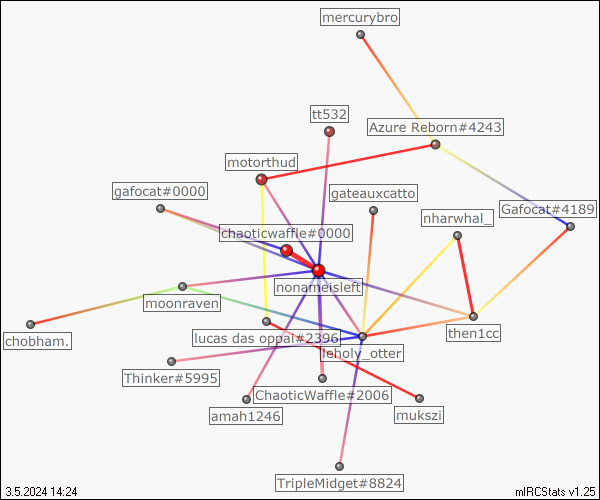 mercurybro
tt532
Azure Reborn#4243
motorthud
gafocat#0000
gateauxcatto
Gafocat#4189
nharwhal_
chaoticwaffle#0000
nonameisleft
moonraven
chobham.
lucas das oppai#2396
then1cc
leholy_otter
Thinker#5995
ChaoticWaffle#2006
amah1246
mukszi
TripleMidget#8824
3.5.2024 14:24
mIRCStats v1.25